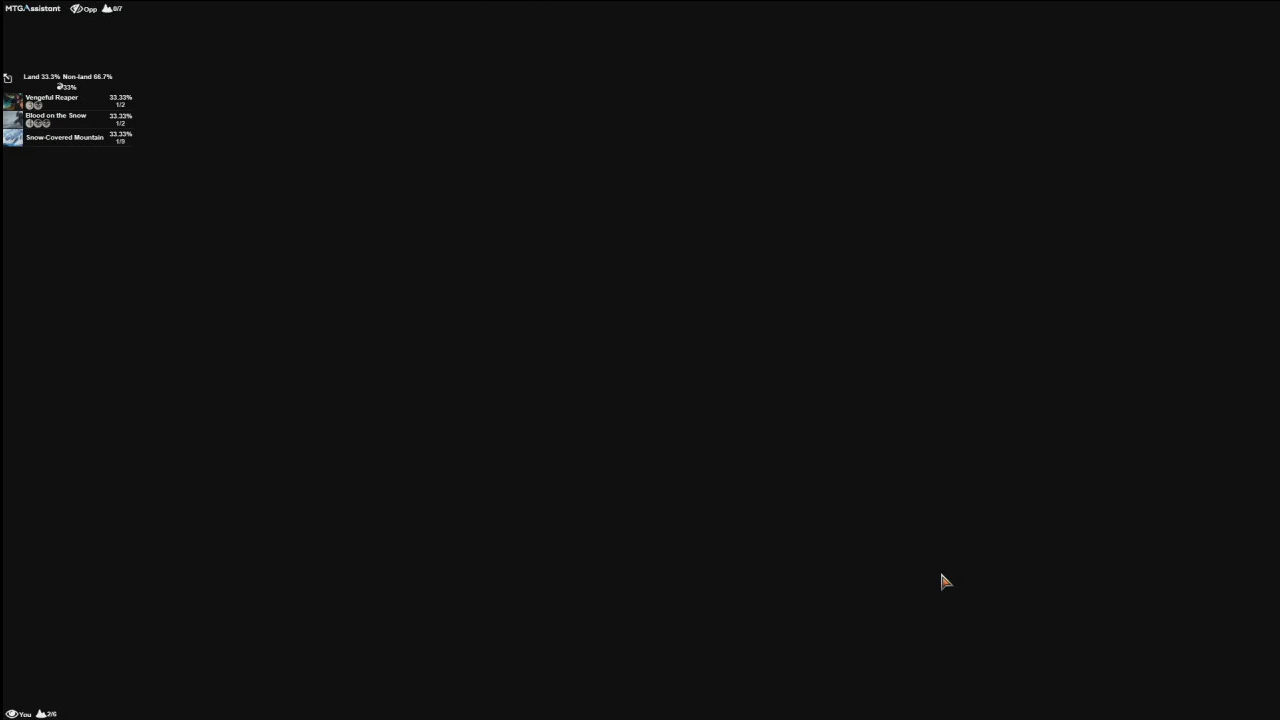 MTGAssistant Opp 0/7
Land 33.3% Non-land 66.7%
33%
Vengeful Reaper 33.33%
1/2
Blood on the Snow 33.33%
1/2
Snow-Covered Mountain 33.33%
1/9
You 2/6